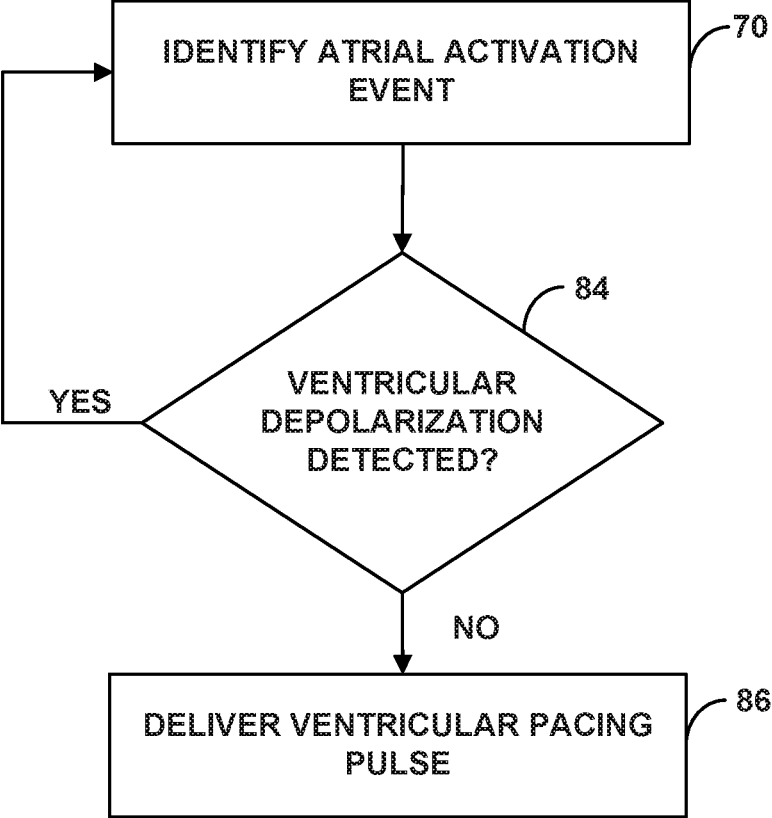 IDENTIFY ATRIAL ACTIVATION
EVENT
70
84
VENTRICULAR
DEPOLARIZATION
DETECTED?
YES
NO
DELIVER VENTRICULAR PACING
PULSE
86